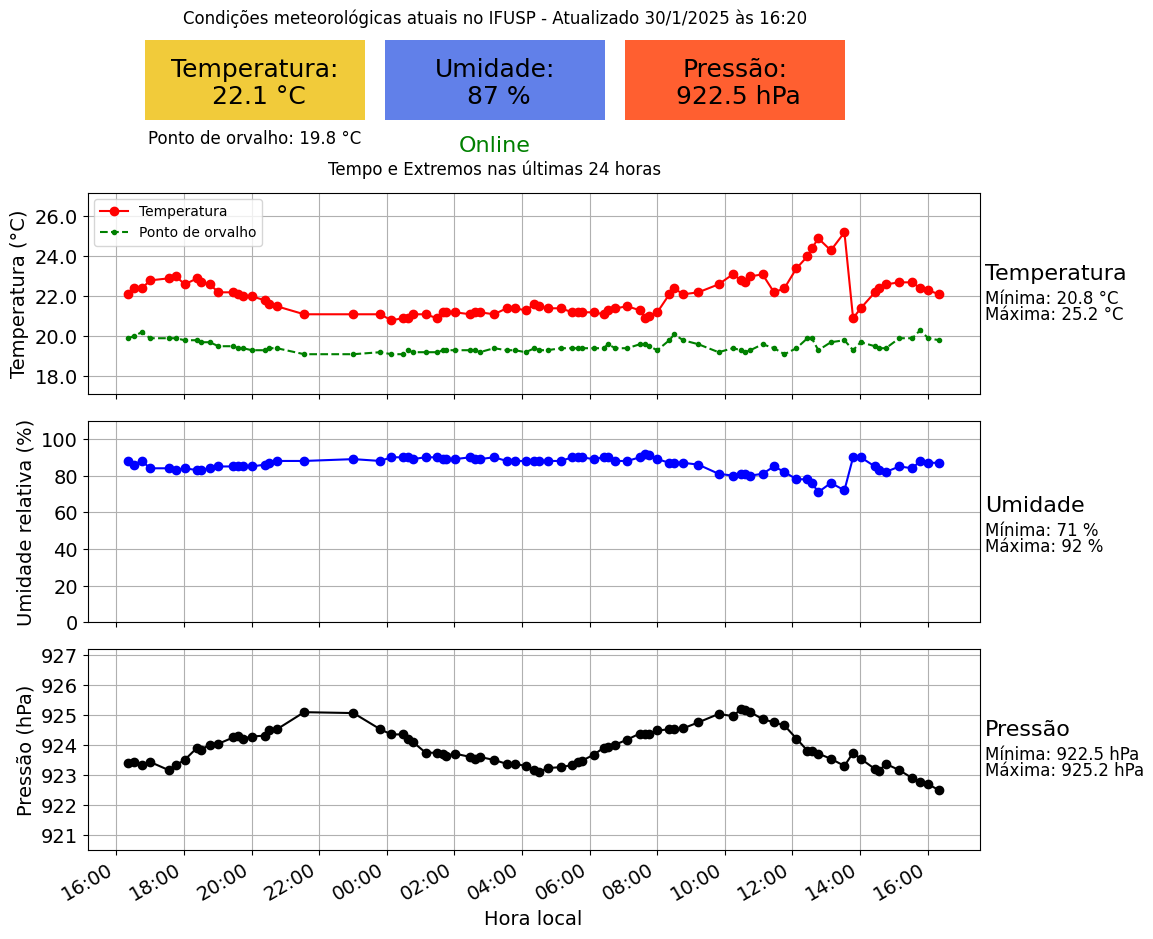 Condições meteorológicas atuais no IFUSP - Atualizado 30/1/2025 às 16:20
Temperatura:
22.1 °C
Umidade:
87 %
Pressão:
922.5 hPa
Ponto de orvalho: 19.8 °C
Online
Tempo e Extremos nas últimas 24 horas
Temperatura (°C)
26.0
24.0
22.0
20.0
18.0
Temperatura
Ponto de orvalho
Temperatura
Mínima: 20.8 °C
Máxima: 25.2 °C
Umidade relativa (%)
100
80
60
40
20
0
Umidade
Mínima: 71 %
Máxima: 92 %
Pressão (hPa)
927
926
925
924
923
922
921
Pressão
Mínima: 922.5 hPa
Máxima: 925.2 hPa
16:00
18:00
20:00
22:00
00:00
02:00
04:00
06:00
08:00
10:00
12:00
14:00
16:00
Hora local